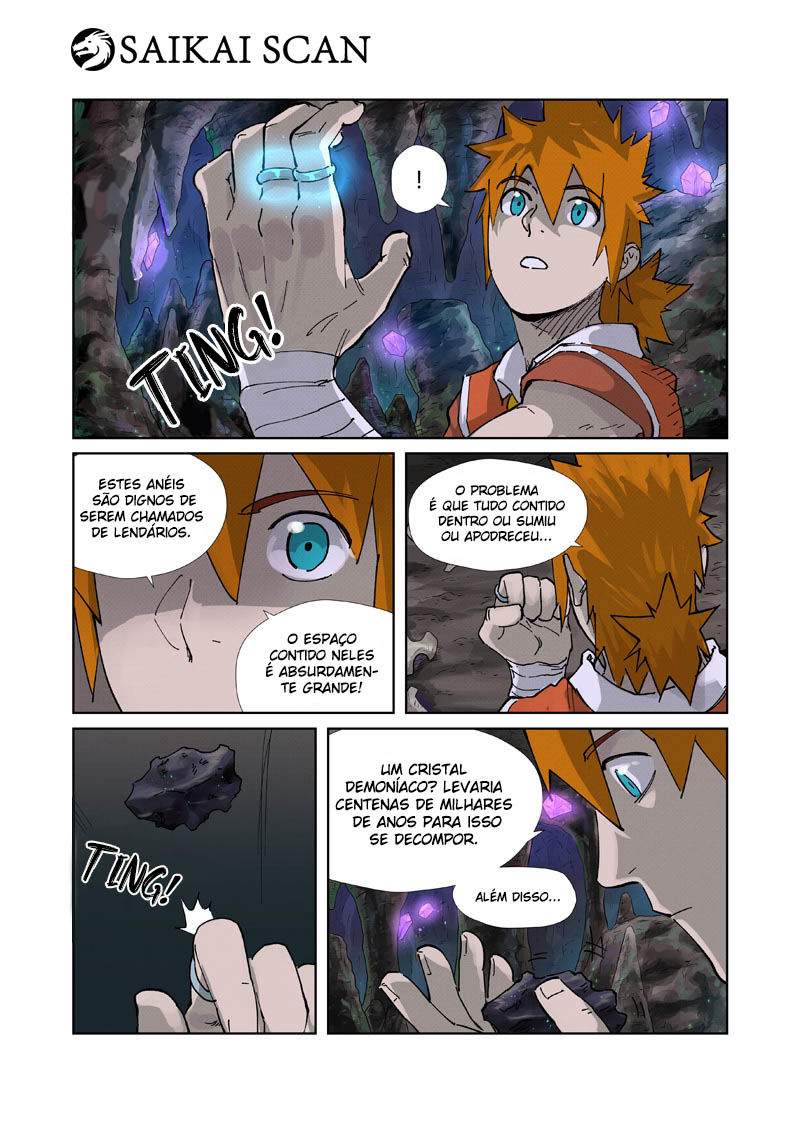 SAIKAI SCAN
!
TING!
ESTES ANÉIS
SÃO DIGNOS DE
SEREM CHAMADOS
DE LENDÁRIOS.
O ESPAÇO
CONTIDO NELES
É ABSURDAMEN-
TE GRANDE!
O PROBLEMA
É QUE TUDO CONTIDO
DENTRO OU SUMIU
OU APODRECEU...
TING!
UM CRISTAL
DEMONÍACO? LEVARIA
CENTENAS DE MILHARES
DE ANOS PARA ISSO
SE DECOMPOR.
ALÉM DISSO...